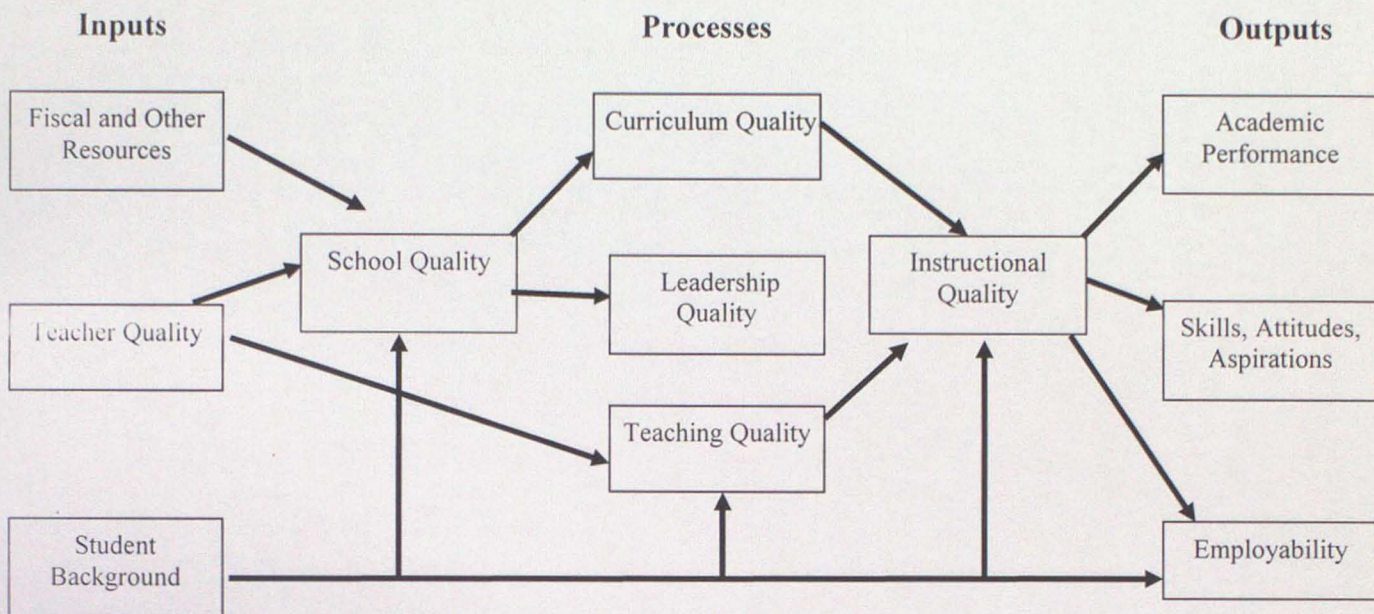 Inputs
Processes
Outputs
Fiscal and Other
Resources
Curriculum Quality
Academic
Performance
School Quality
Leadership
Quality
Instructional
Quality
Teacher Quality
Skills, Attitudes,
Aspirations
Teaching Quality
Student
Background
Employability